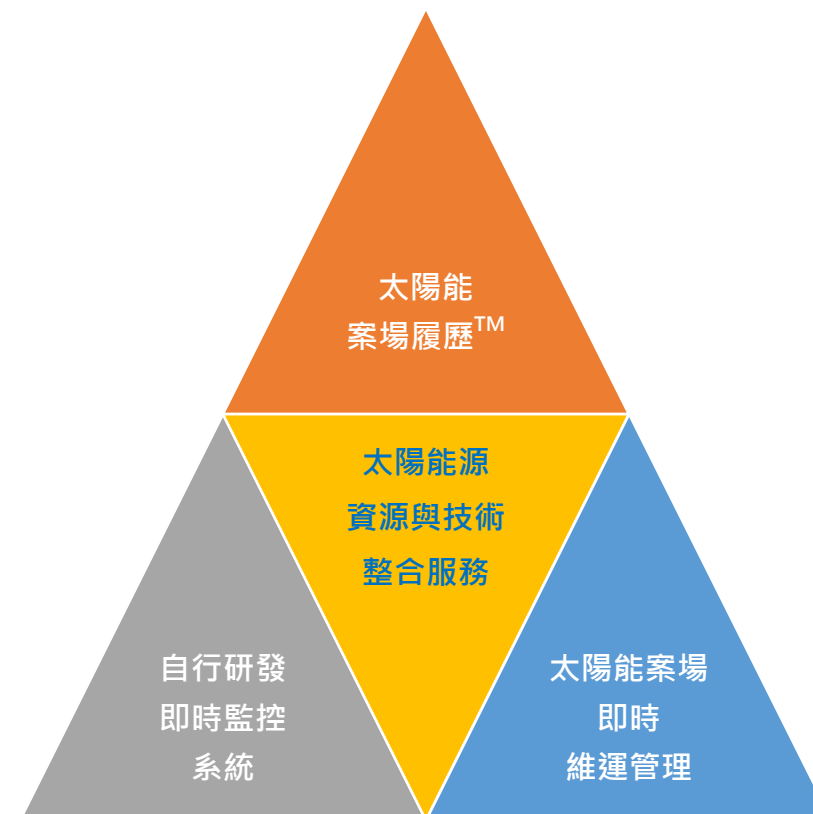 太陽能
案場履歷™
太陽能源
資源與技術
整合服務
自行研發
即時監控
系統
太陽能案場
即時
維運管理